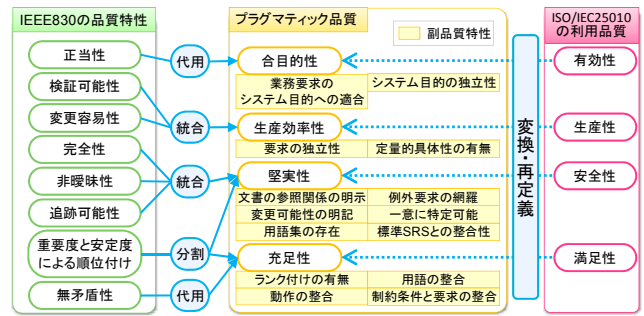 IEEE830の品質特性
正当性
検証可能性
変更容易性
完全性
非曖昧性
追跡可能性
重要度と安定度
による順位付け
無矛盾性
代用
統合
統合
分割
代用
プラグマティック品質
副品質特性
合目的性
業務要求の
システム目的への適合
システム目的の独立性
生産効率性
要求の独立性
定量的具体性の有無
堅実性
文書の参照関係の明示
例外要求の網羅
変更可能性の明記
一意に特定可能
用語集の存在
標準SRSとの整合性
充足性
ランク付けの有無
用語の整合
動作の整合
制約条件と要求の整合
変換・再定義
ISO/IEC25010
の利用品質
有効性
生産性
安全性
満足性